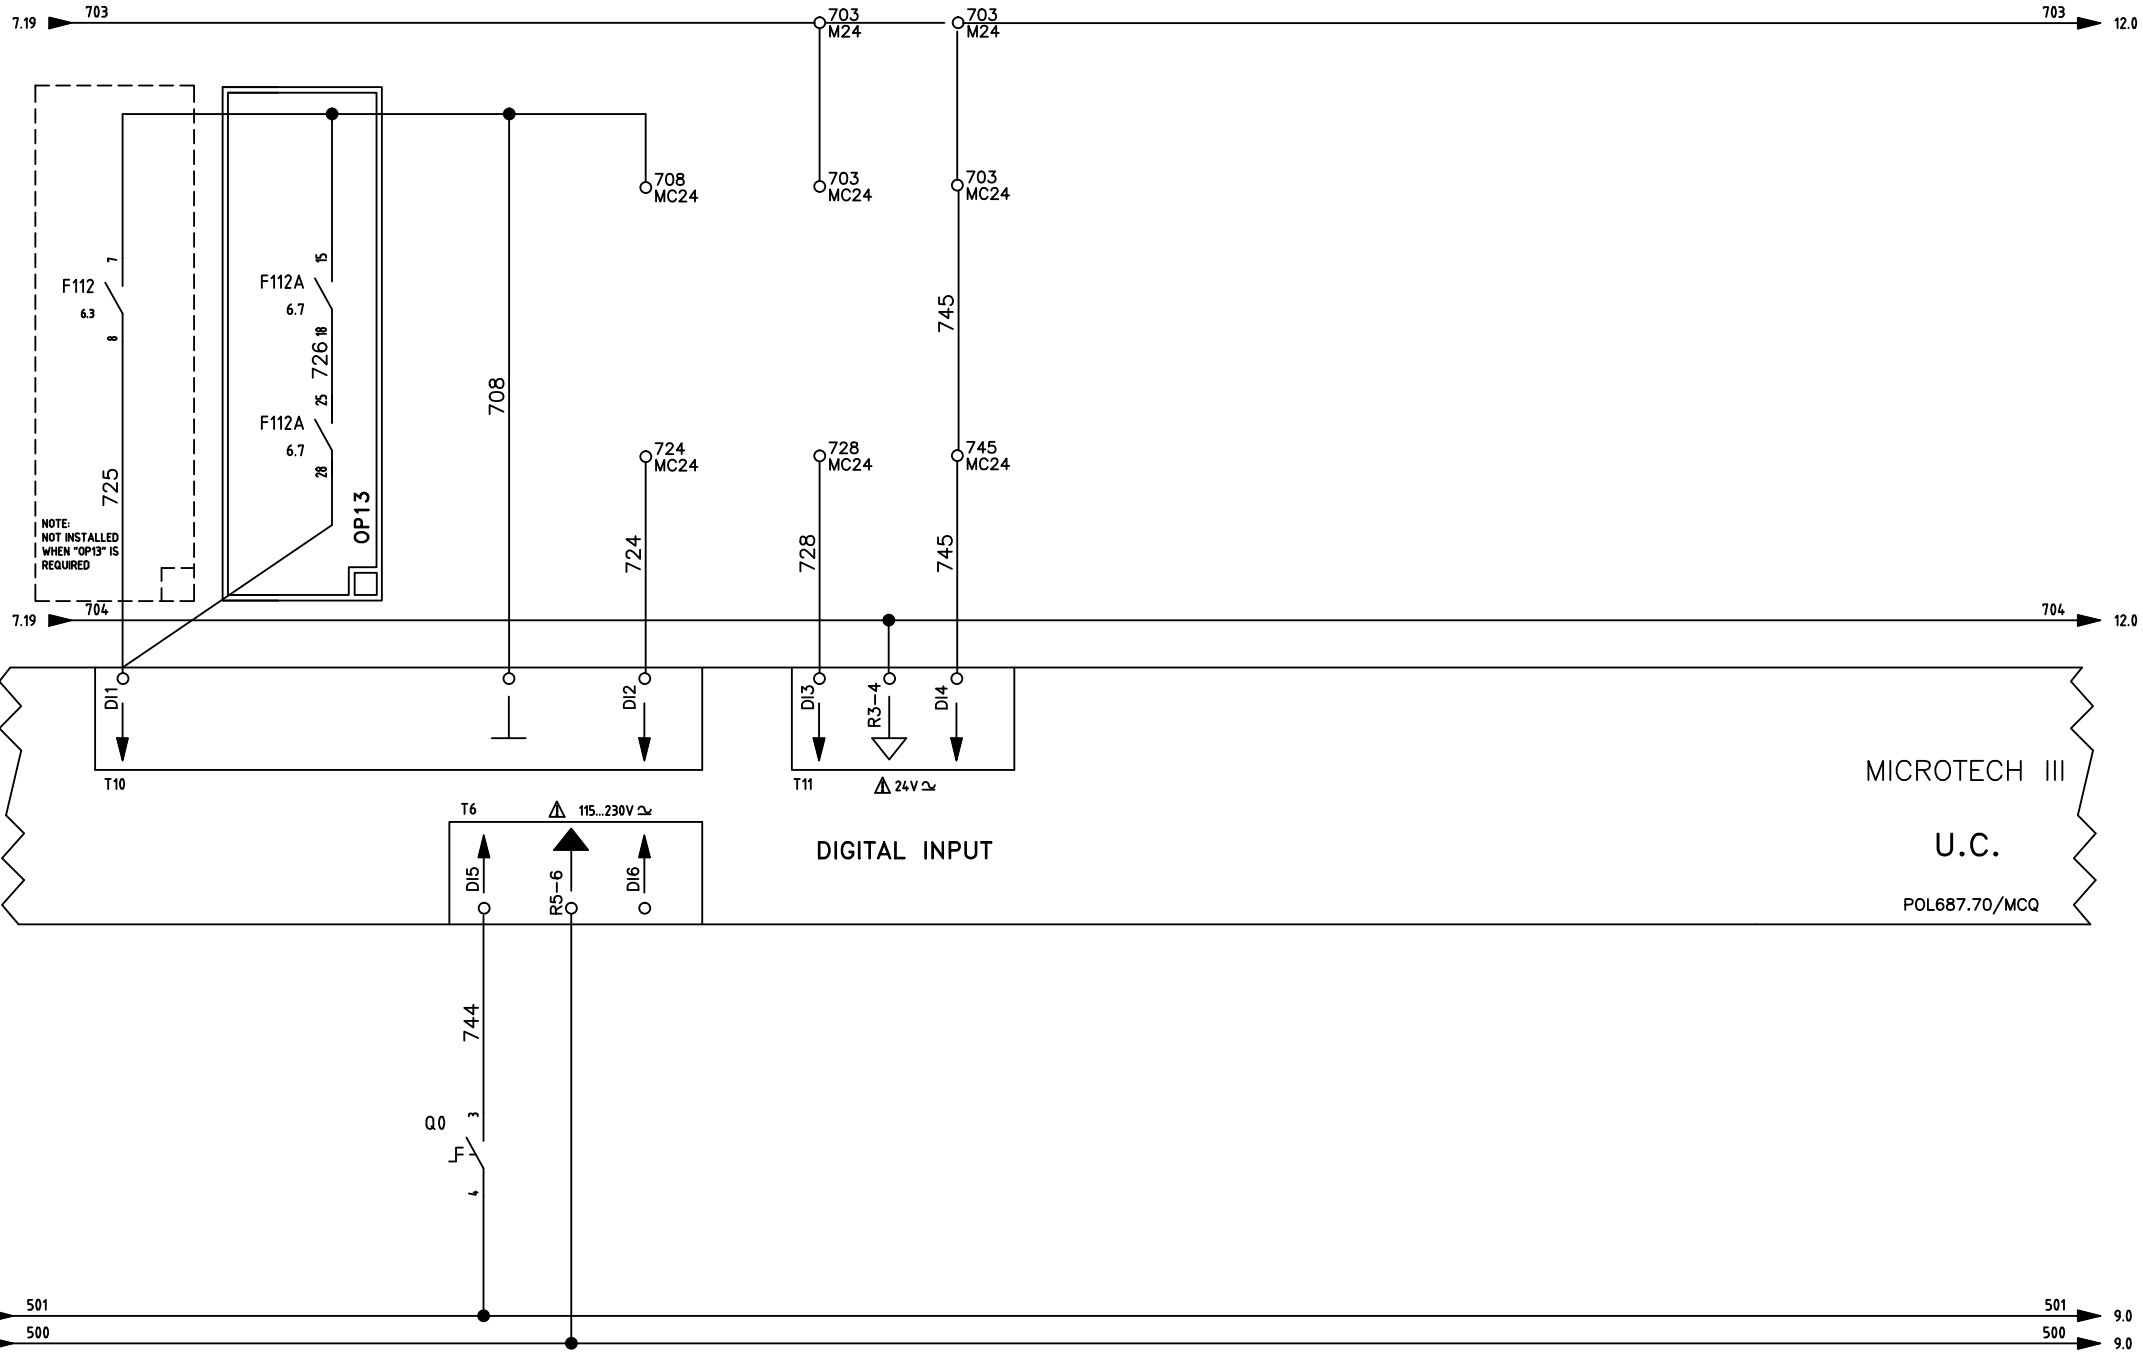 7.19
703
703
M24
703
M24
703
12.0
708
MC24
703
MC24
703
MC24
7
F112
6.3
8
725
NOTE:
NOT INSTALLED
WHEN "OP13" IS
REQUIRED
15
F112A
6.7
18
726
25
F112A
6.7
28
OP13
708
745
724
MC24
728
MC24
745
MC24
724
728
745
7.19
704
704
12.0
DI1
DI2
DI3
R3-4
DI4
T10
T11
24V
MICROTECH III
T6
115...230V
DIGITAL INPUT
U.C.
DI5
R5-6
DI6
POL687.70/MCQ
744
Q0
3
4
501
501
9.0
500
500
9.0